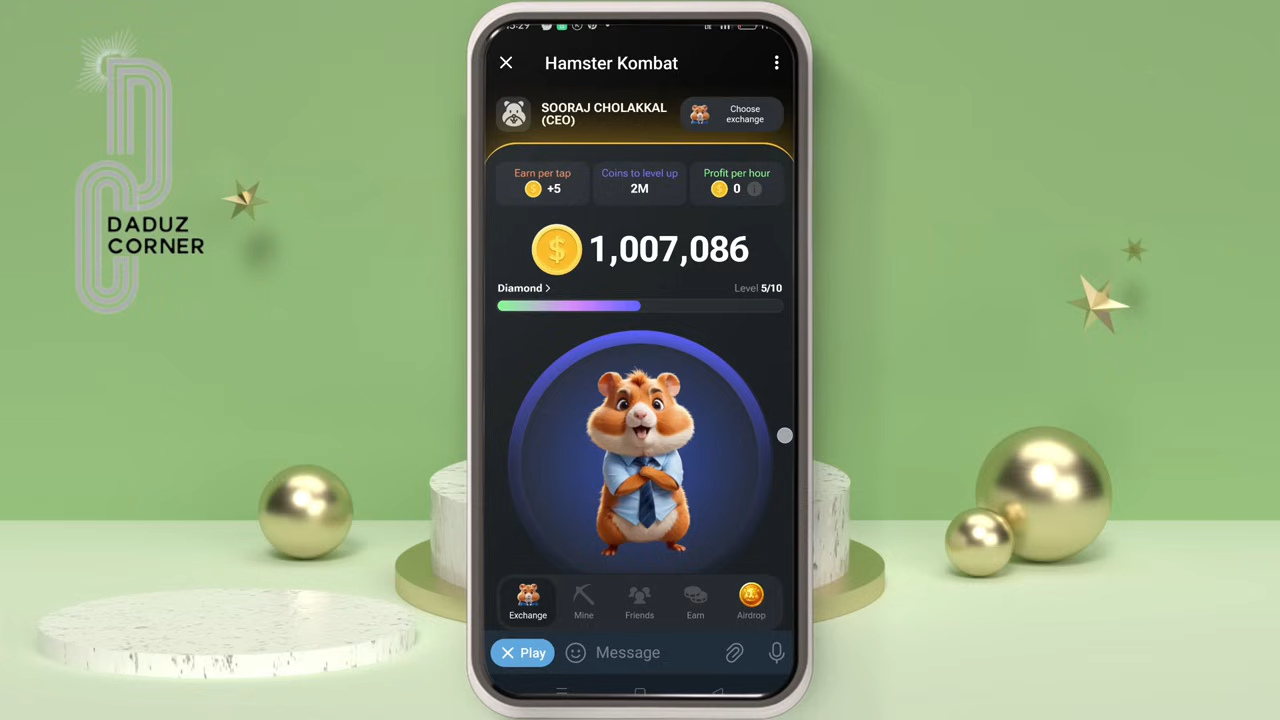 Hamster Kombat
SOORAJ CHOLAKKAL
(CEO)
Choose
exchange
DADUZ
CORNER
Earn per tap
+5
Coins to level up
2M
Profit per hour
0
$ 1,007,086
Diamond >
Level 5/10
Exchange
Mine
Friends
Earn
Airdrop
Play
Message